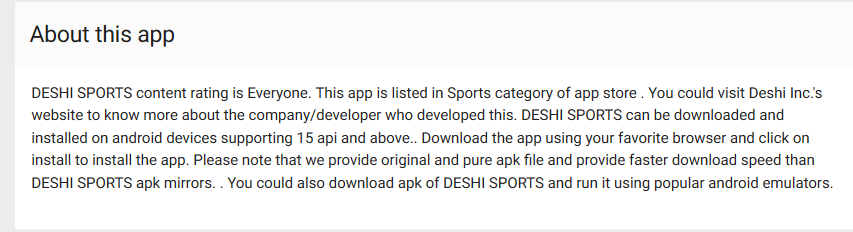 About this app
DESHI SPORTS content rating is Everyone. This app is listed in Sports category of app store . You could visit Deshi Inc.'s
website to know more about the company/developer who developed this. DESHI SPORTS can be downloaded and
installed on android devices supporting 15 api and above.. Download the app using your favorite browser and click on
install to install the app. Please note that we provide original and pure apk file and provide faster download speed than
DESHI SPORTS apk mirrors. . You could also download apk of DESHI SPORTS and run it using popular android emulators.